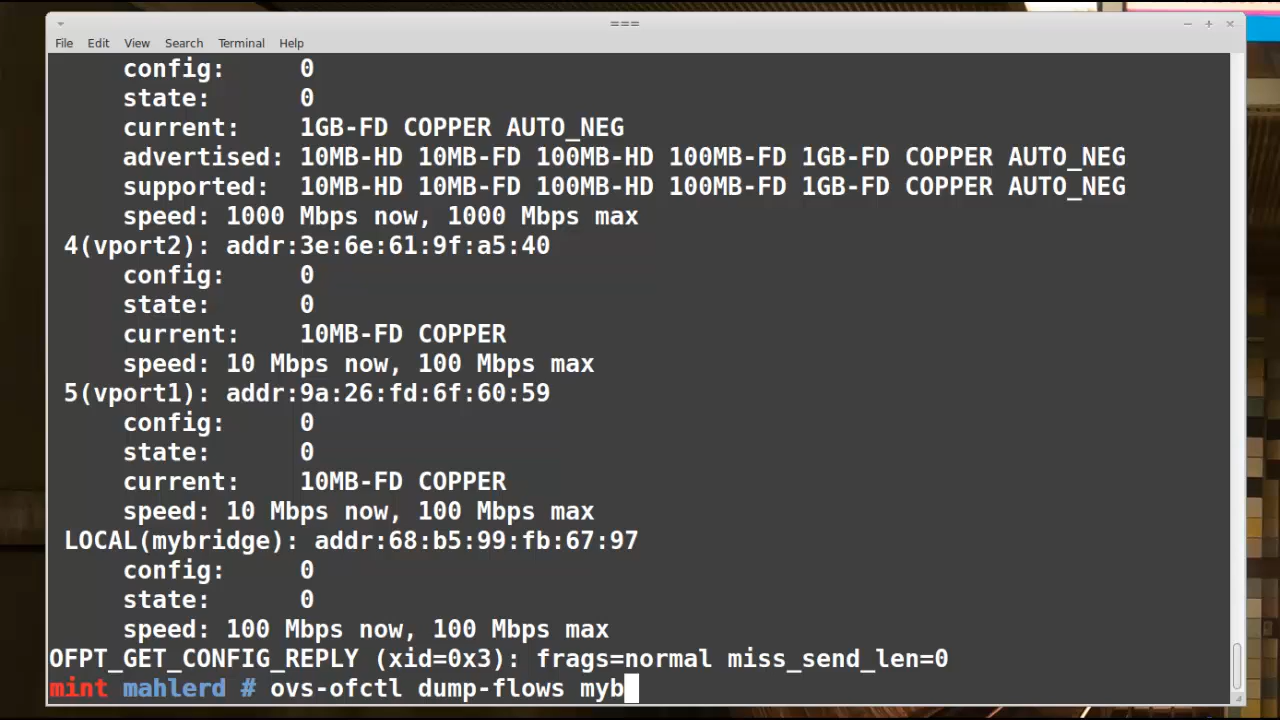 ===
File Edit View Search Terminal Help
config: 0
state: 0
current: 1GB-FD COPPER AUTO_NEG
advertised: 10MB-HD 10MB-FD 100MB-HD 100MB-FD 1GB-FD COPPER AUTO_NEG
supported: 10MB-HD 10MB-FD 100MB-HD 100MB-FD 1GB-FD COPPER AUTO_NEG
speed: 1000 Mbps now, 1000 Mbps max
4(vport2): addr:3e:6e:61:9f:a5:40
config: 0
state: 0
current: 10MB-FD COPPER
speed: 10 Mbps now, 100 Mbps max
5(vport1): addr:9a:26:fd:6f:60:59
config: 0
state: 0
current: 10MB-FD COPPER
speed: 10 Mbps now, 100 Mbps max
LOCAL(mybridge): addr:68:b5:99:fb:67:97
config: 0
state: 0
speed: 100 Mbps now, 100 Mbps max
OFPT_GET_CONFIG_REPLY (xid=0x3): frags=normal miss_send_len=0
mint mahlerd # ovs-ofctl dump-flows myb